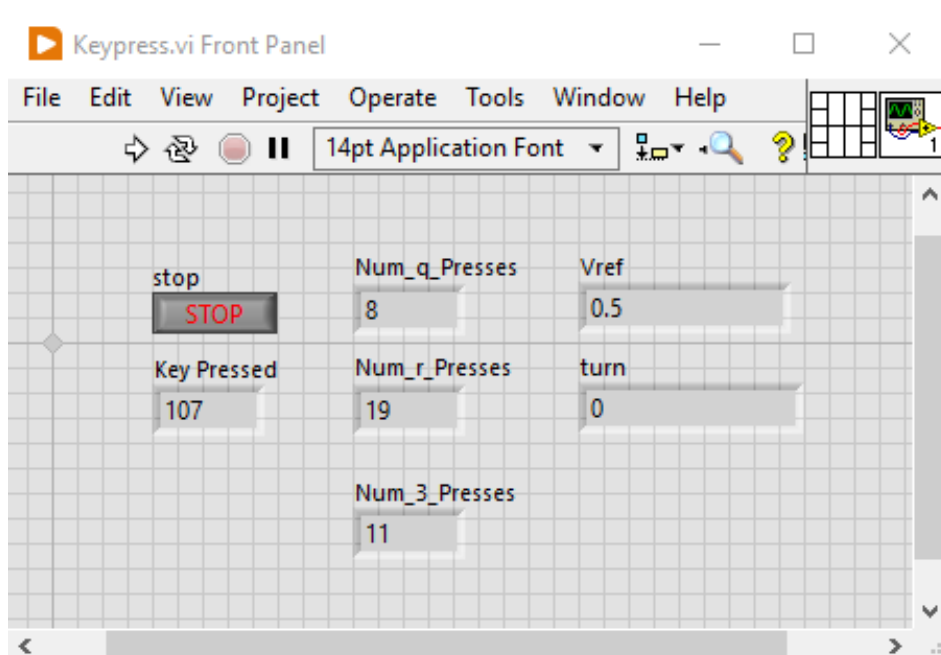 Keypress.vi Front Panel
File Edit View Project Operate Tools Window Help
14pt Application Font
?
1
stop
STOP
Num_q_Presses
8
Vref
0.5
Key Pressed
107
Num_r_Presses
19
turn
0
Num_3_Presses
11